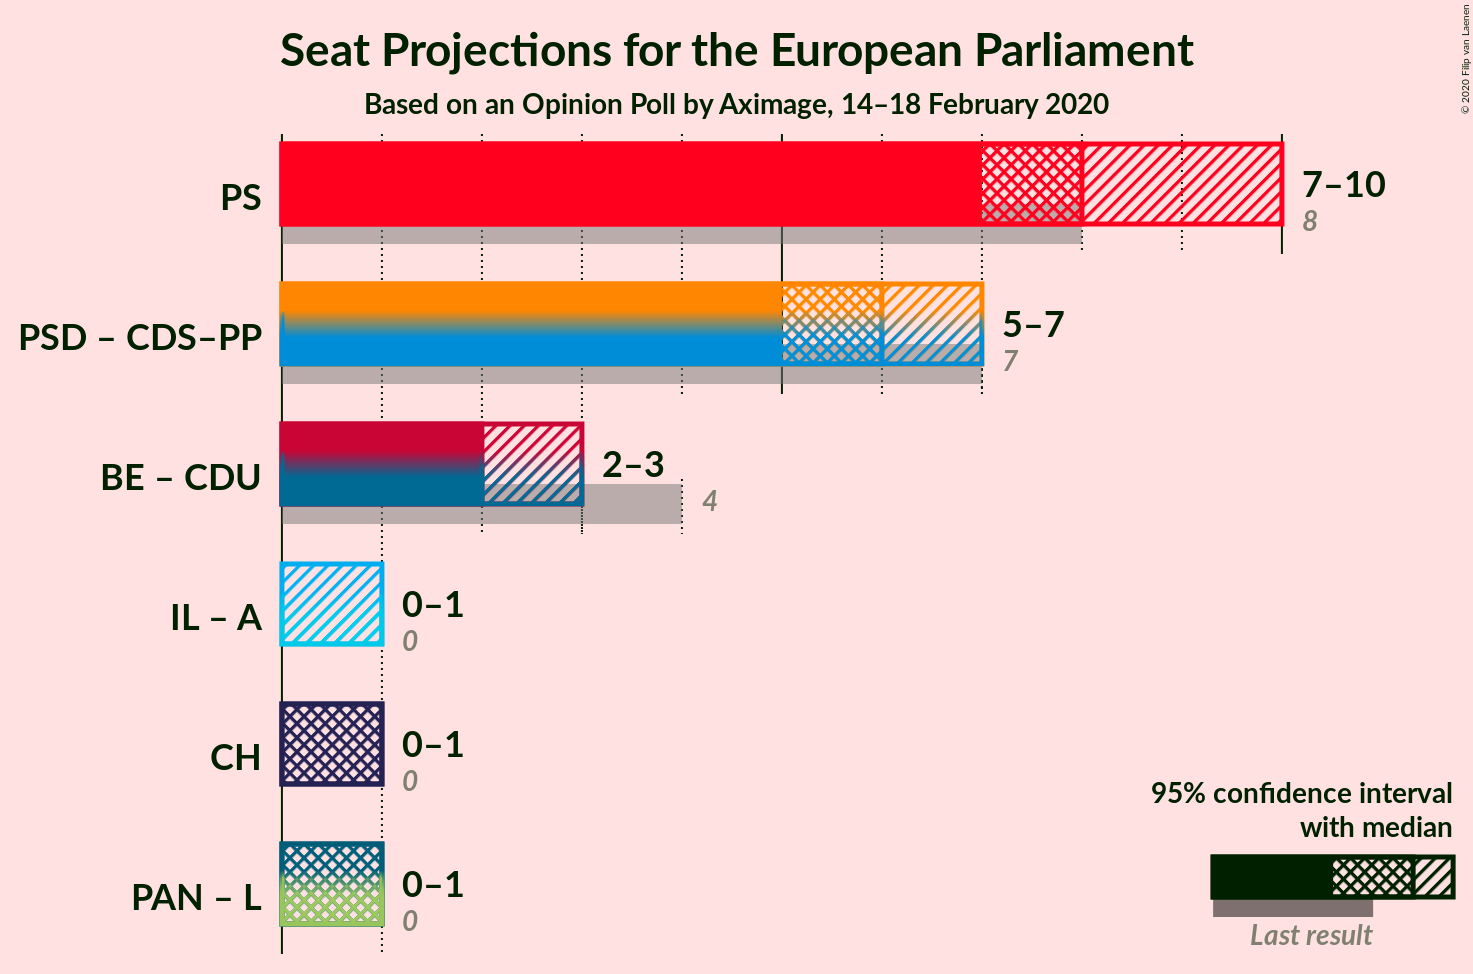 Seat Projections for the European Parliament
Based on an Opinion Poll by Aximage, 14–18 February 2020
© 2020 Filip van Laenen
PS
7–10
8
PSD – CDS–PP
5–7
7
BE – CDU
2–3
4
IL – A
0–1
0
CH
0–1
0
PAN – L
0–1
0
95% confidence interval
with median
Last result